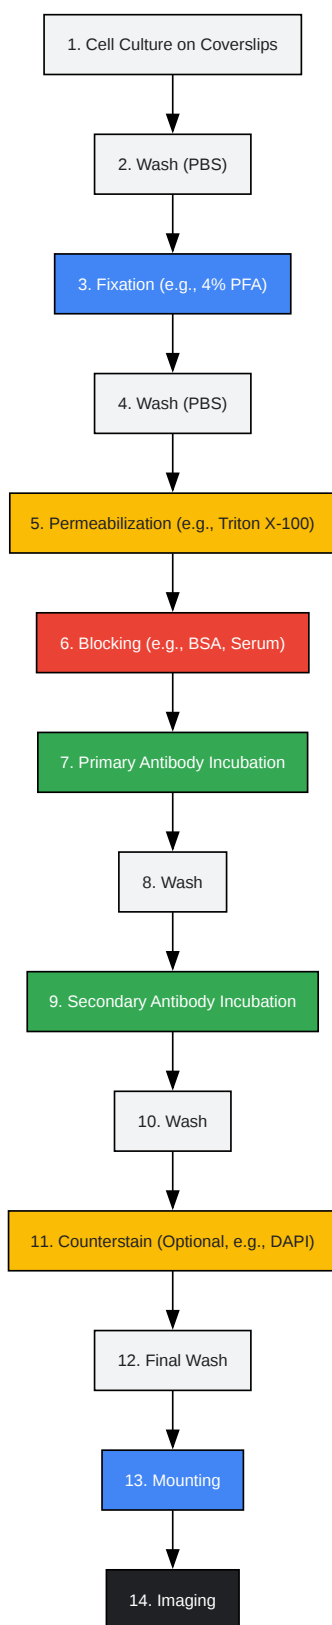 1. Cell Culture on Coverslips
2. Wash (PBS)
3. Fixation (e.g., 4% PFA)
4. Wash (PBS)
5. Permeabilization (e.g., Triton X-100)
6. Blocking (e.g., BSA, Serum)
7. Primary Antibody Incubation
8. Wash
9. Secondary Antibody Incubation
10. Wash
11. Counterstain (Optional, e.g., DAPI)
12. Final Wash
13. Mounting
14. Imaging